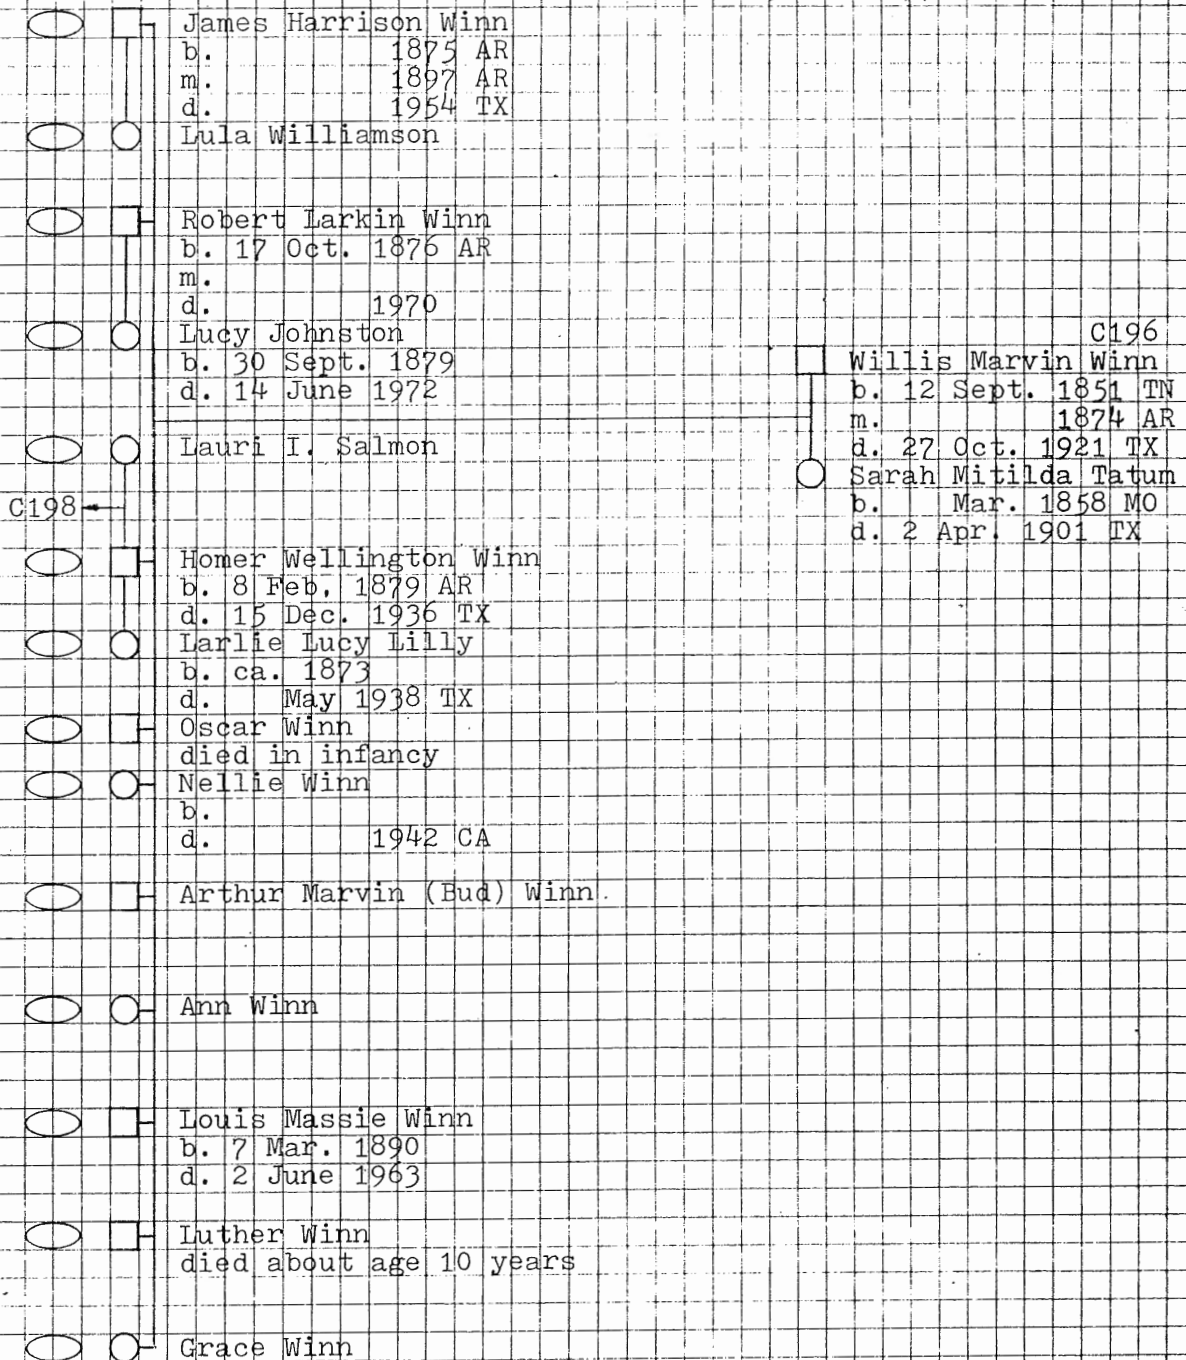 James Harrison Winn
b. 1875 AR
m. 1897 AR
d. 1954 TX
Lula Williamson
Robert Larkin Winn
b. 17 Oct. 1876 AR
m.
d. 1970
Lucy Johnston
b. 30 Sept. 1879
d. 14 June 1972
Lauri I. Salmon
C198
Homer Wellington Winn
b. 8 Feb. 1879 AR
d. 15 Dec. 1936 TX
Larlie Lucy Lilly
b. ca. 1873
d. May 1938 TX
Oscar Winn
died in infancy
Nellie Winn
b.
d. 1942 CA
Arthur Marvin (Bud) Winn
Ann Winn
Louis Massie Winn
b. 7 Mar. 1890
d. 2 June 1963
Luther Winn
died about age 10 years
Grace Winn
C196
Willis Marvin Winn
b. 12 Sept. 1851 TN
m. 1874 AR
d. 27 Oct. 1921 TX
Sarah Mitilda Tatum
b. Mar. 1858 MO
d. 2 Apr. 1901 TX